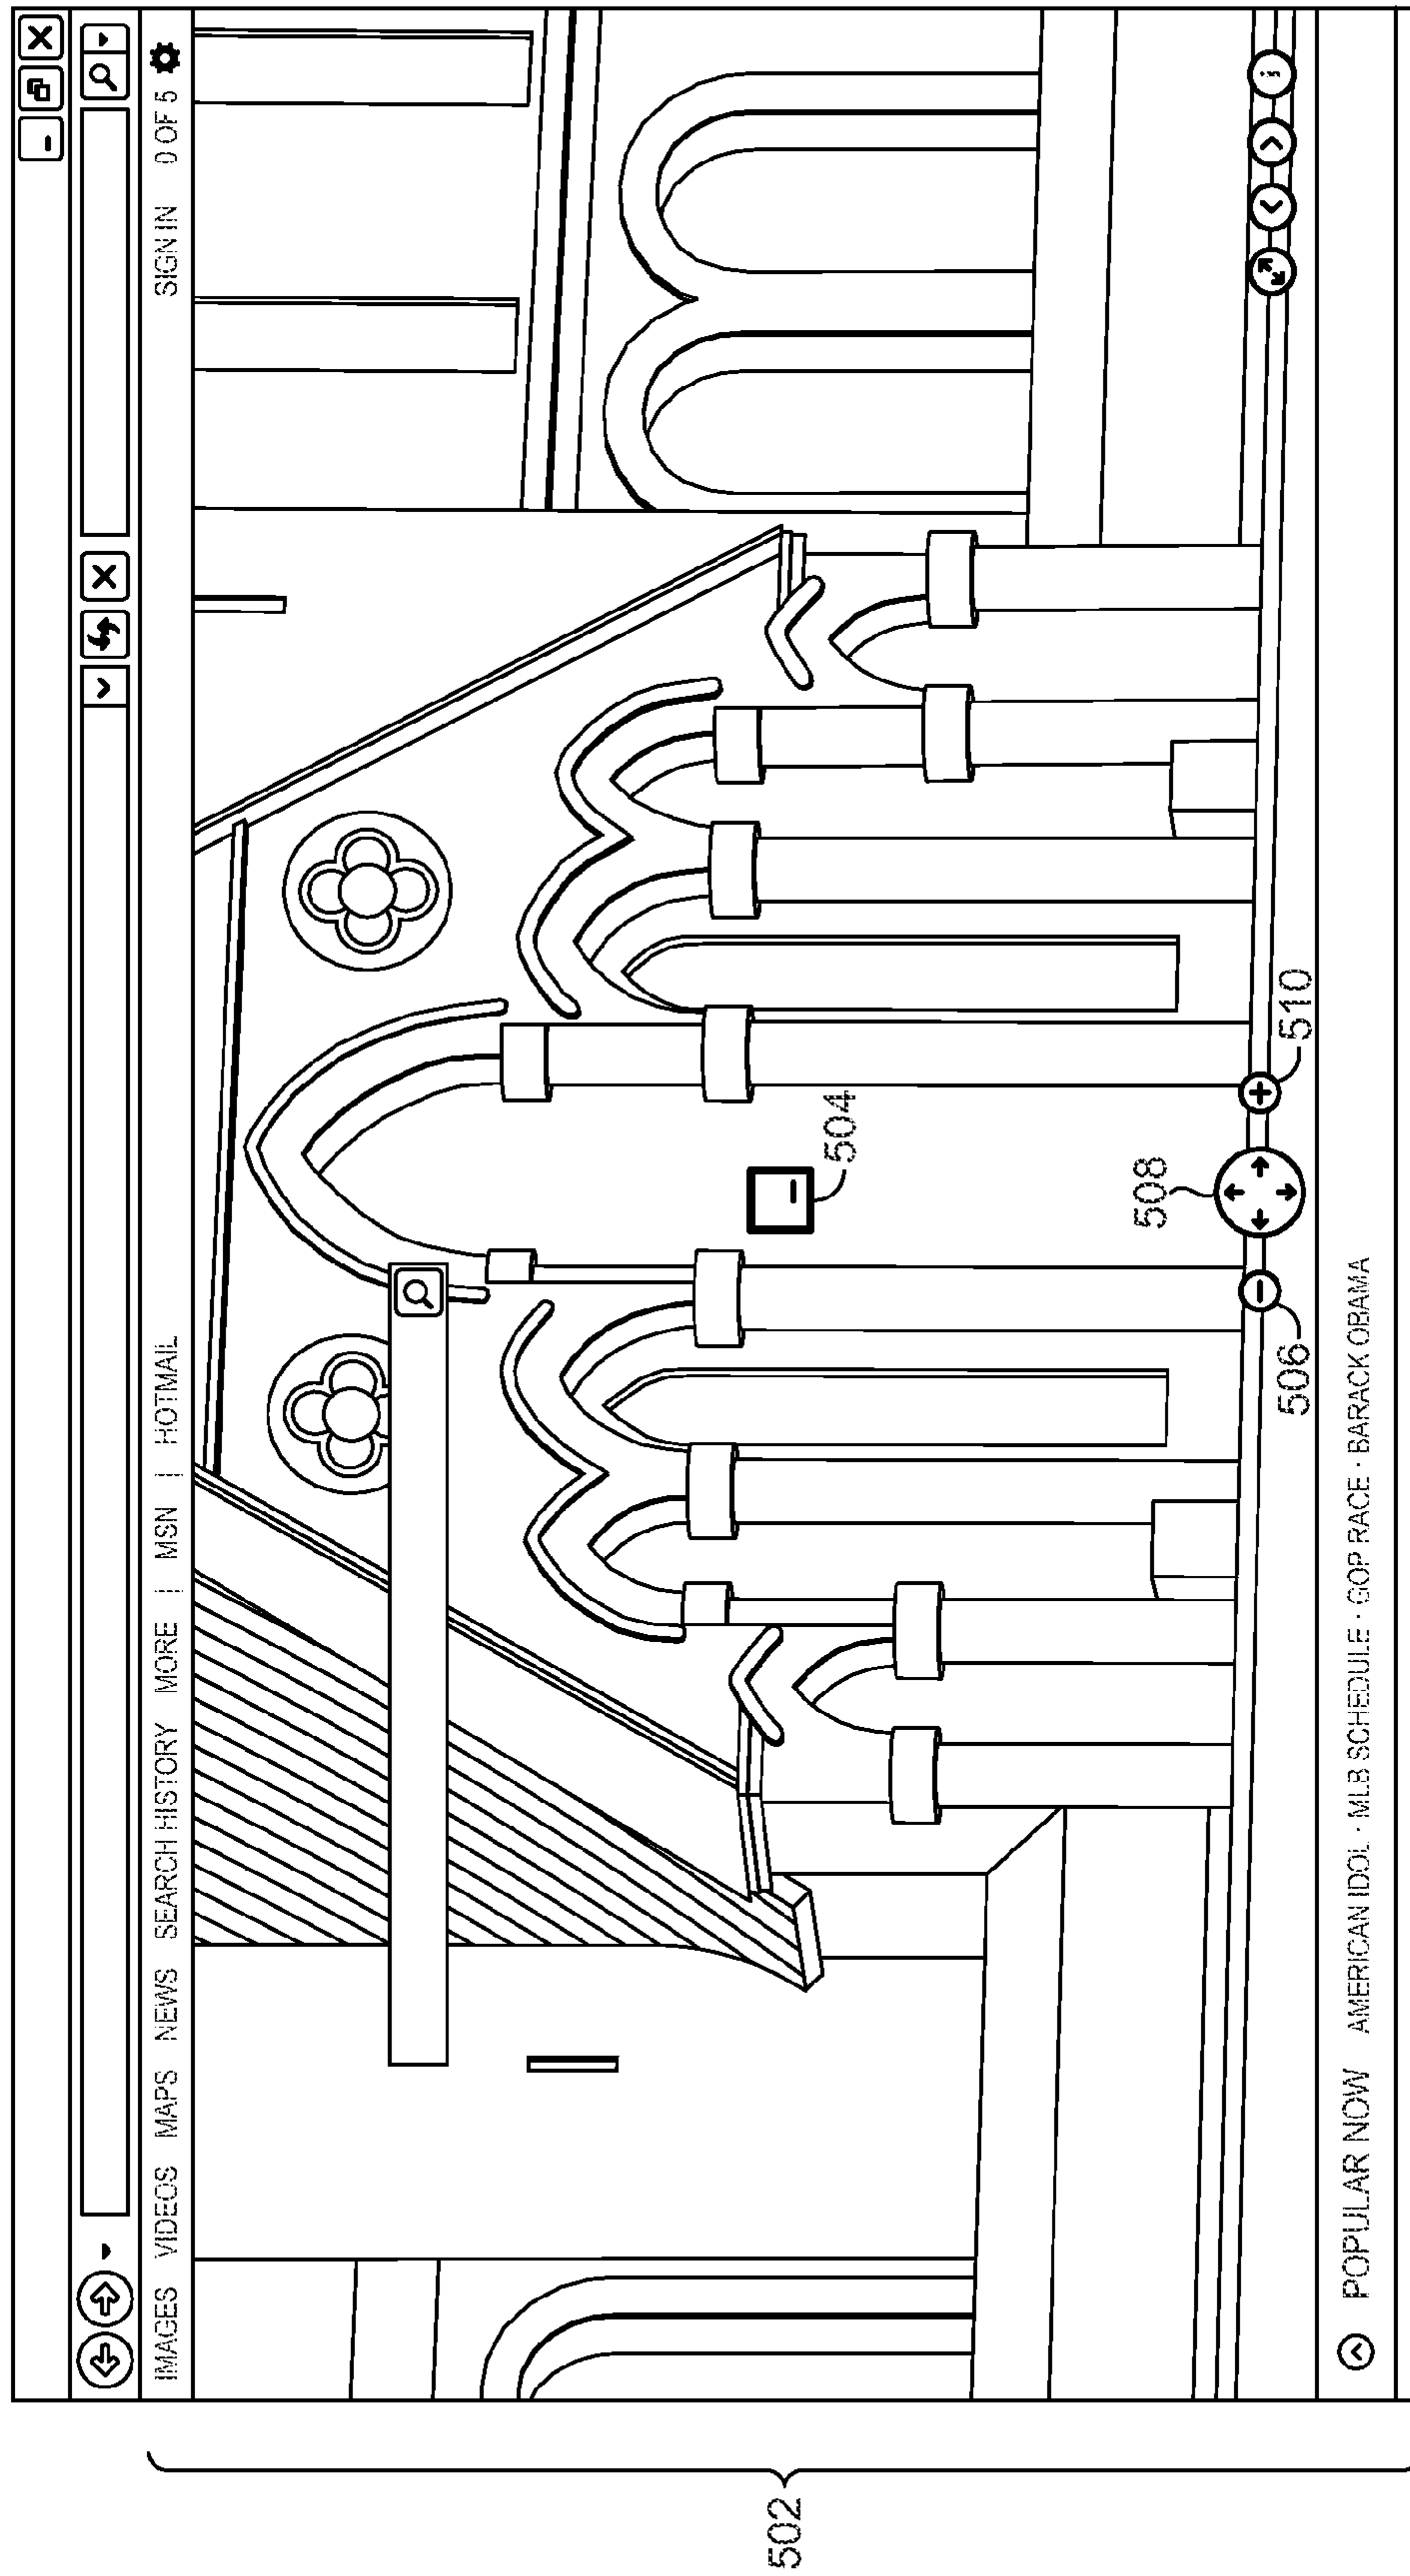 IMAGES VIDEOS MAPS NEWS SEARCH HISTORY MORE | MSN | HOTMAIL SIGN IN 0 OF 5
504
508
506
510
POPULAR NOW AMERICAN IDOL · MLB SCHEDULE · GOP RACE · BARACK OBAMA
502